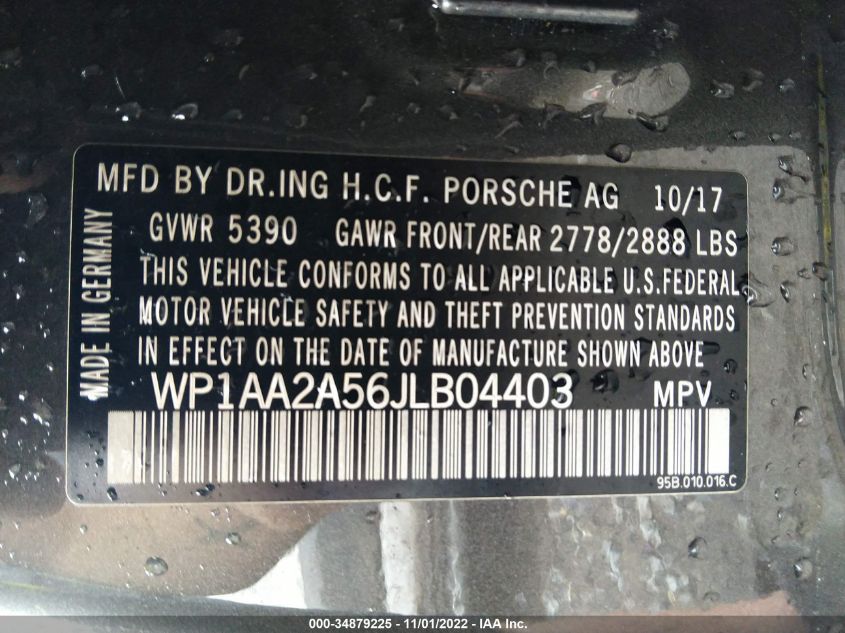 MFD BY DR.ING H.C.F. PORSCHE AG 10/17
GVWR 5390 GAWR FRONT/REAR 2778/2888 LBS
THIS VEHICLE CONFORMS TO ALL APPLICABLE U.S.FEDERAL
MOTOR VEHICLE SAFETY AND THEFT PREVENTION STANDARDS
IN EFFECT ON THE DATE OF MANUFACTURE SHOWN ABOVE
WP1AA2A56JLB04403 MPV
95B.010.016.C
MADE IN GERMANY
000-34879225 - 11/01/2022 - IAA Inc.